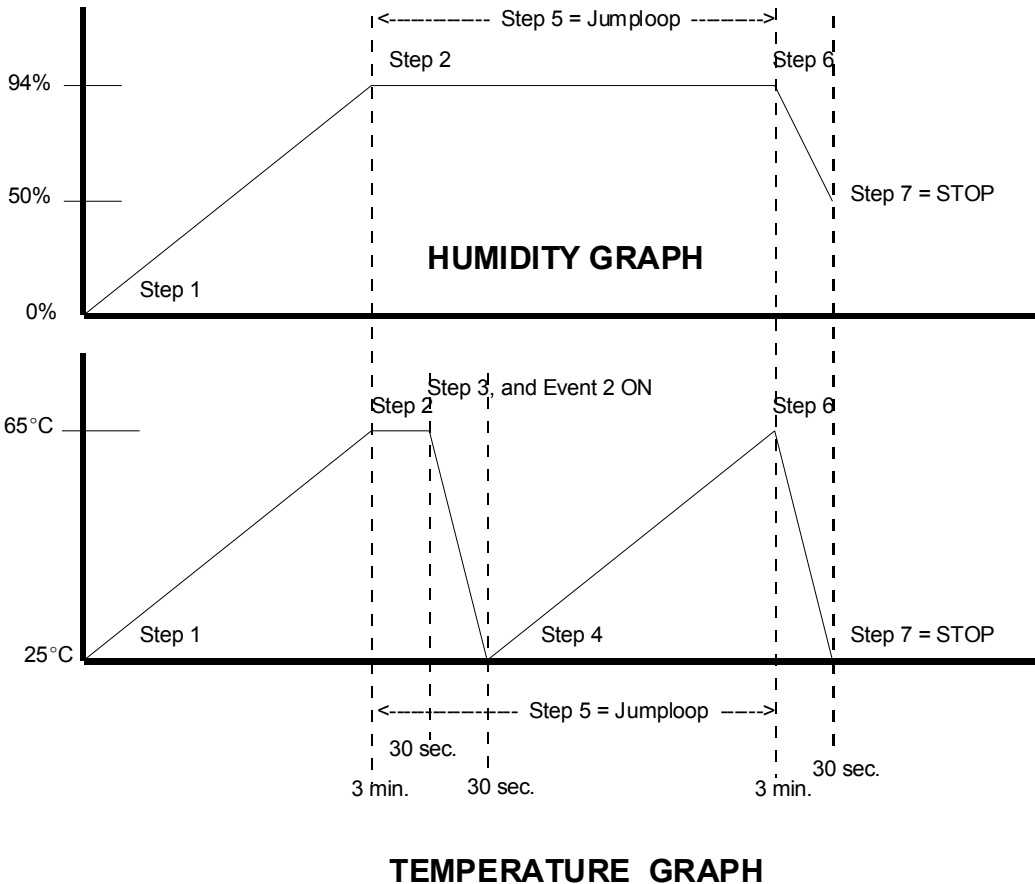 <------------- Step 5 = Jumploop ------------>
Step 2
Step 6
94%
50%
Step 7 = STOP
HUMIDITY GRAPH
Step 1
0%
Step 3, and Event 2 ON
Step 2
Step 6
65°C
Step 1
Step 4
Step 7 = STOP
25°C
<-------------- Step 5 = Jumploop ----->
30 sec.
30 sec.
3 min.
30 sec.
3 min.
TEMPERATURE GRAPH